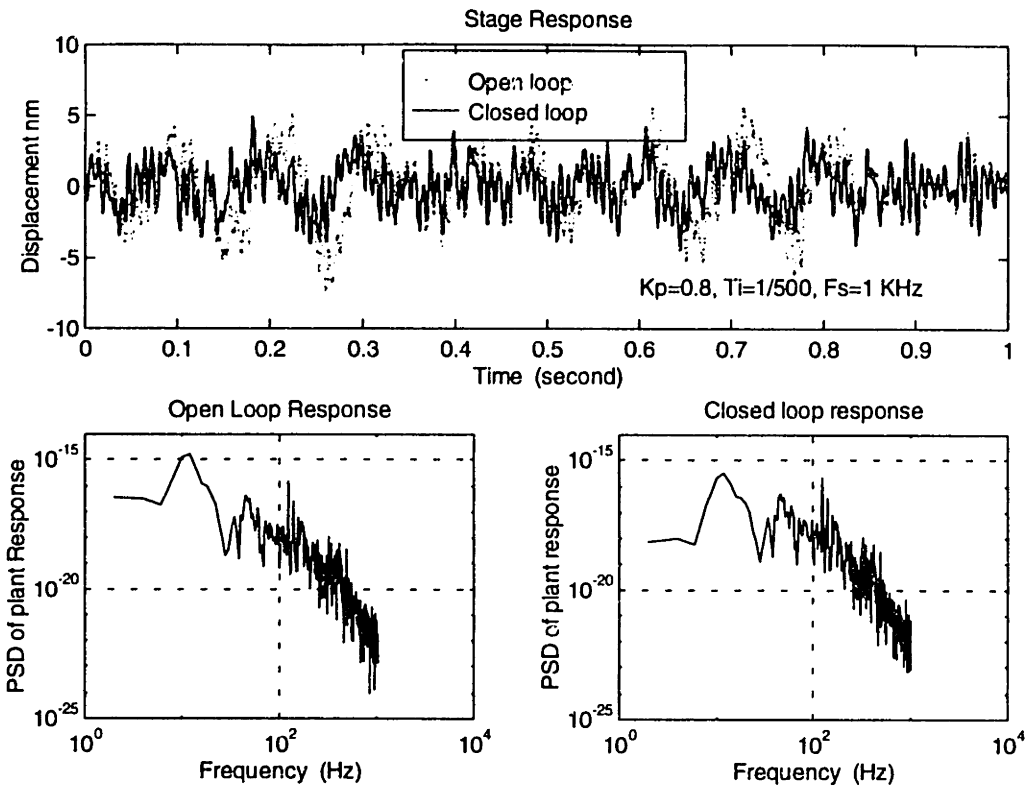 Stage Response
10
5
0
-5
-10
Displacement nm
Open loop
Closed loop
Kp=0.8, Ti=1/500, Fs=1 KHz
0 0.1 0.2 0.3 0.4 0.5 0.6 0.7 0.8 0.9 1
Time (second)
Open Loop Response
10^-15
10^-20
10^-25
PSD of plant Response
10^0 10^2 10^4
Frequency (Hz)
Closed loop response
10^-15
10^-20
10^-25
PSD of plant response
10^0 10^2 10^4
Frequency (Hz)